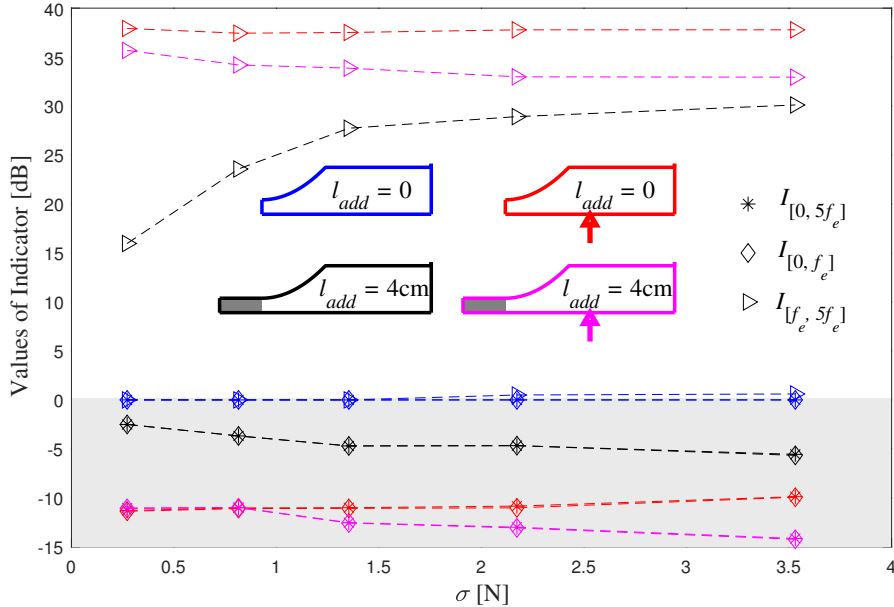 40
35
30
25
20
15
10
5
0
-5
-10
-15
Values of Indicator [dB]
l_add = 0
l_add = 0
l_add = 4cm
l_add = 4cm
I_[0, 5f_e]
I_[0, f_e]
I_[f_e, 5f_e]
0 0.5 1 1.5 2 2.5 3 3.5 4
σ [N]